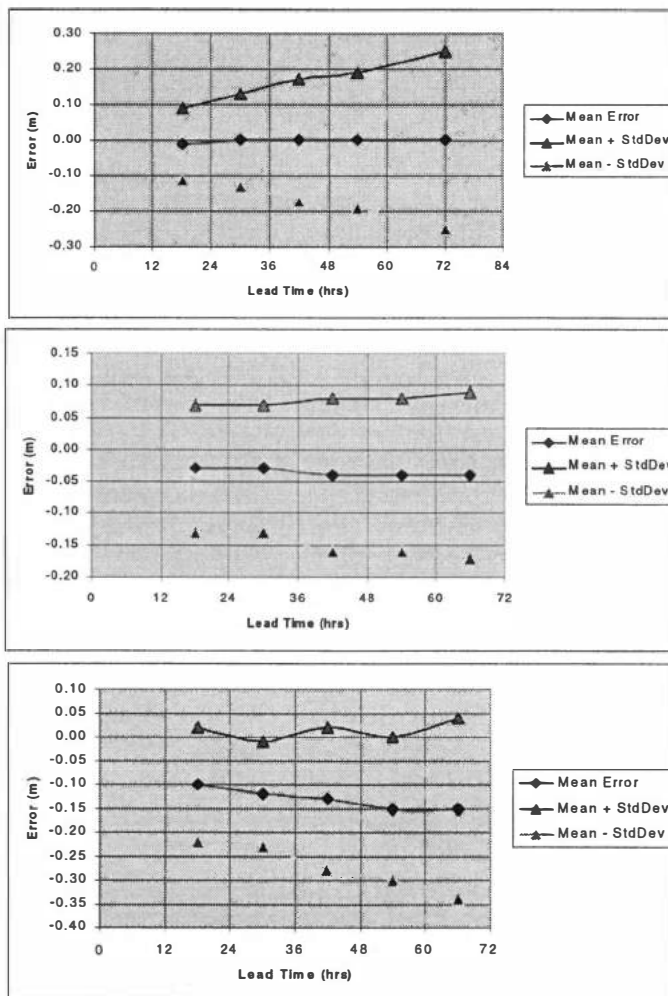 0.30
0.20
0.10
0.00
-0.10
-0.20
-0.30
Error (m)
0 12 24 36 48 60 72 84
Lead Time (hrs)
Mean Error
Mean + StdDev
Mean - StdDev
0.15
0.10
0.05
0.00
-0.05
-0.10
-0.15
-0.20
Error (m)
0 12 24 36 48 60 72
Lead Time (hrs)
Mean Error
Mean + StdDev
Mean - StdDev
0.10
0.05
0.00
-0.05
-0.10
-0.15
-0.20
-0.25
-0.30
-0.35
-0.40
Error (m)
0 12 24 36 48 60 72
Lead Time (hrs)
Mean Error
Mean + StdDev
Mean - StdDev